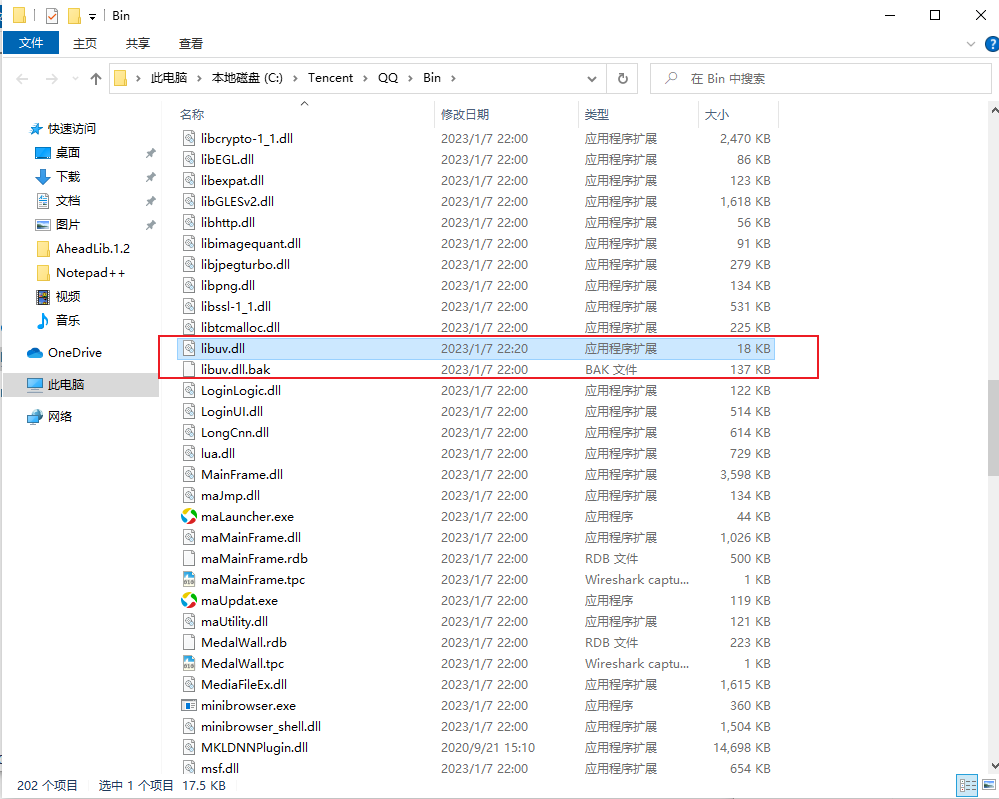 Bin
文件 主页 共享 查看
此电脑 本地磁盘 (C:) Tencent QQ Bin
在 Bin 中搜索
快速访问
桌面
下载
文档
图片
AheadLib.1.2
Notepad++
视频
音乐
OneDrive
此电脑
网络
名称 修改日期 类型 大小
libcrypto-1_1.dll 2023/1/7 22:00 应用程序扩展 2,470 KB
libEGL.dll 2023/1/7 22:00 应用程序扩展 86 KB
libexpat.dll 2023/1/7 22:00 应用程序扩展 123 KB
libGLESv2.dll 2023/1/7 22:00 应用程序扩展 1,618 KB
libhttp.dll 2023/1/7 22:00 应用程序扩展 56 KB
libimagequant.dll 2023/1/7 22:00 应用程序扩展 91 KB
libjpegturbo.dll 2023/1/7 22:00 应用程序扩展 279 KB
libpng.dll 2023/1/7 22:00 应用程序扩展 134 KB
libssl-1_1.dll 2023/1/7 22:00 应用程序扩展 531 KB
libtcmalloc.dll 2023/1/7 22:00 应用程序扩展 225 KB
libuv.dll 2023/1/7 22:20 应用程序扩展 18 KB
libuv.dll.bak 2023/1/7 22:00 BAK 文件 137 KB
LoginLogic.dll 2023/1/7 22:00 应用程序扩展 122 KB
LoginUI.dll 2023/1/7 22:00 应用程序扩展 514 KB
LongCnn.dll 2023/1/7 22:00 应用程序扩展 614 KB
lua.dll 2023/1/7 22:00 应用程序扩展 729 KB
MainFrame.dll 2023/1/7 22:00 应用程序扩展 3,598 KB
maJmp.dll 2023/1/7 22:00 应用程序扩展 134 KB
maLauncher.exe 2023/1/7 22:00 应用程序 44 KB
maMainFrame.dll 2023/1/7 22:00 应用程序扩展 1,026 KB
maMainFrame.rdb 2023/1/7 22:00 RDB 文件 500 KB
maMainFrame.tpc 2023/1/7 22:00 Wireshark captu... 1 KB
maUpdat.exe 2023/1/7 22:00 应用程序 119 KB
maUtility.dll 2023/1/7 22:00 应用程序扩展 121 KB
MedalWall.rdb 2023/1/7 22:00 RDB 文件 223 KB
MedalWall.tpc 2023/1/7 22:00 Wireshark captu... 1 KB
MediaFileEx.dll 2023/1/7 22:00 应用程序扩展 1,615 KB
minibrowser.exe 2023/1/7 22:00 应用程序 360 KB
minibrowser_shell.dll 2023/1/7 22:00 应用程序扩展 1,504 KB
MKLDNNPlugin.dll 2020/9/21 15:10 应用程序扩展 14,698 KB
msf.dll 2023/1/7 22:00 应用程序扩展 654 KB
202 个项目 选中 1 个项目 17.5 KB